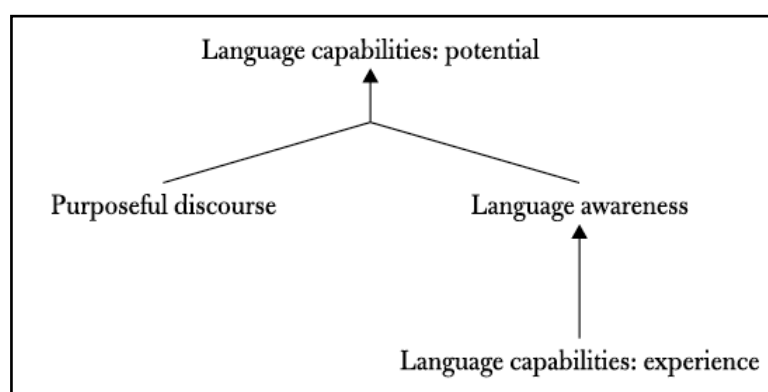 Language capabilities: potential
Purposeful discourse
Language awareness
Language capabilities: experience